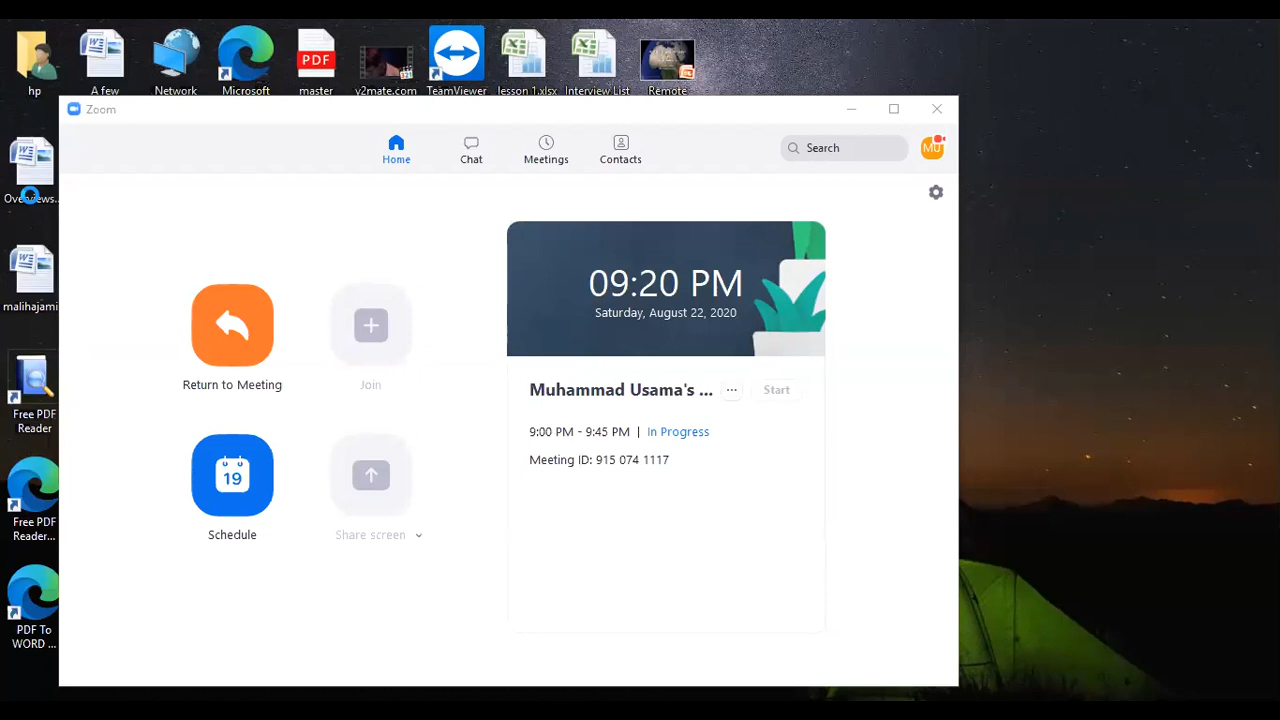 hp
A few
Network
Microsoft
PDF
master
y2mate.com
TeamViewer
lesson 1.xlsx
Interview List
Remote
Zoom
Home
Chat
Meetings
Contacts
Search
MU
malihajami
Free PDF
Reader
Free PDF
Reader...
PDF To
WORD ...
Return to Meeting
Join
19
Schedule
Share screen
09:20 PM
Saturday, August 22, 2020
Muhammad Usama's ...
Start
9:00 PM - 9:45 PM | In Progress
Meeting ID: 915 074 1117